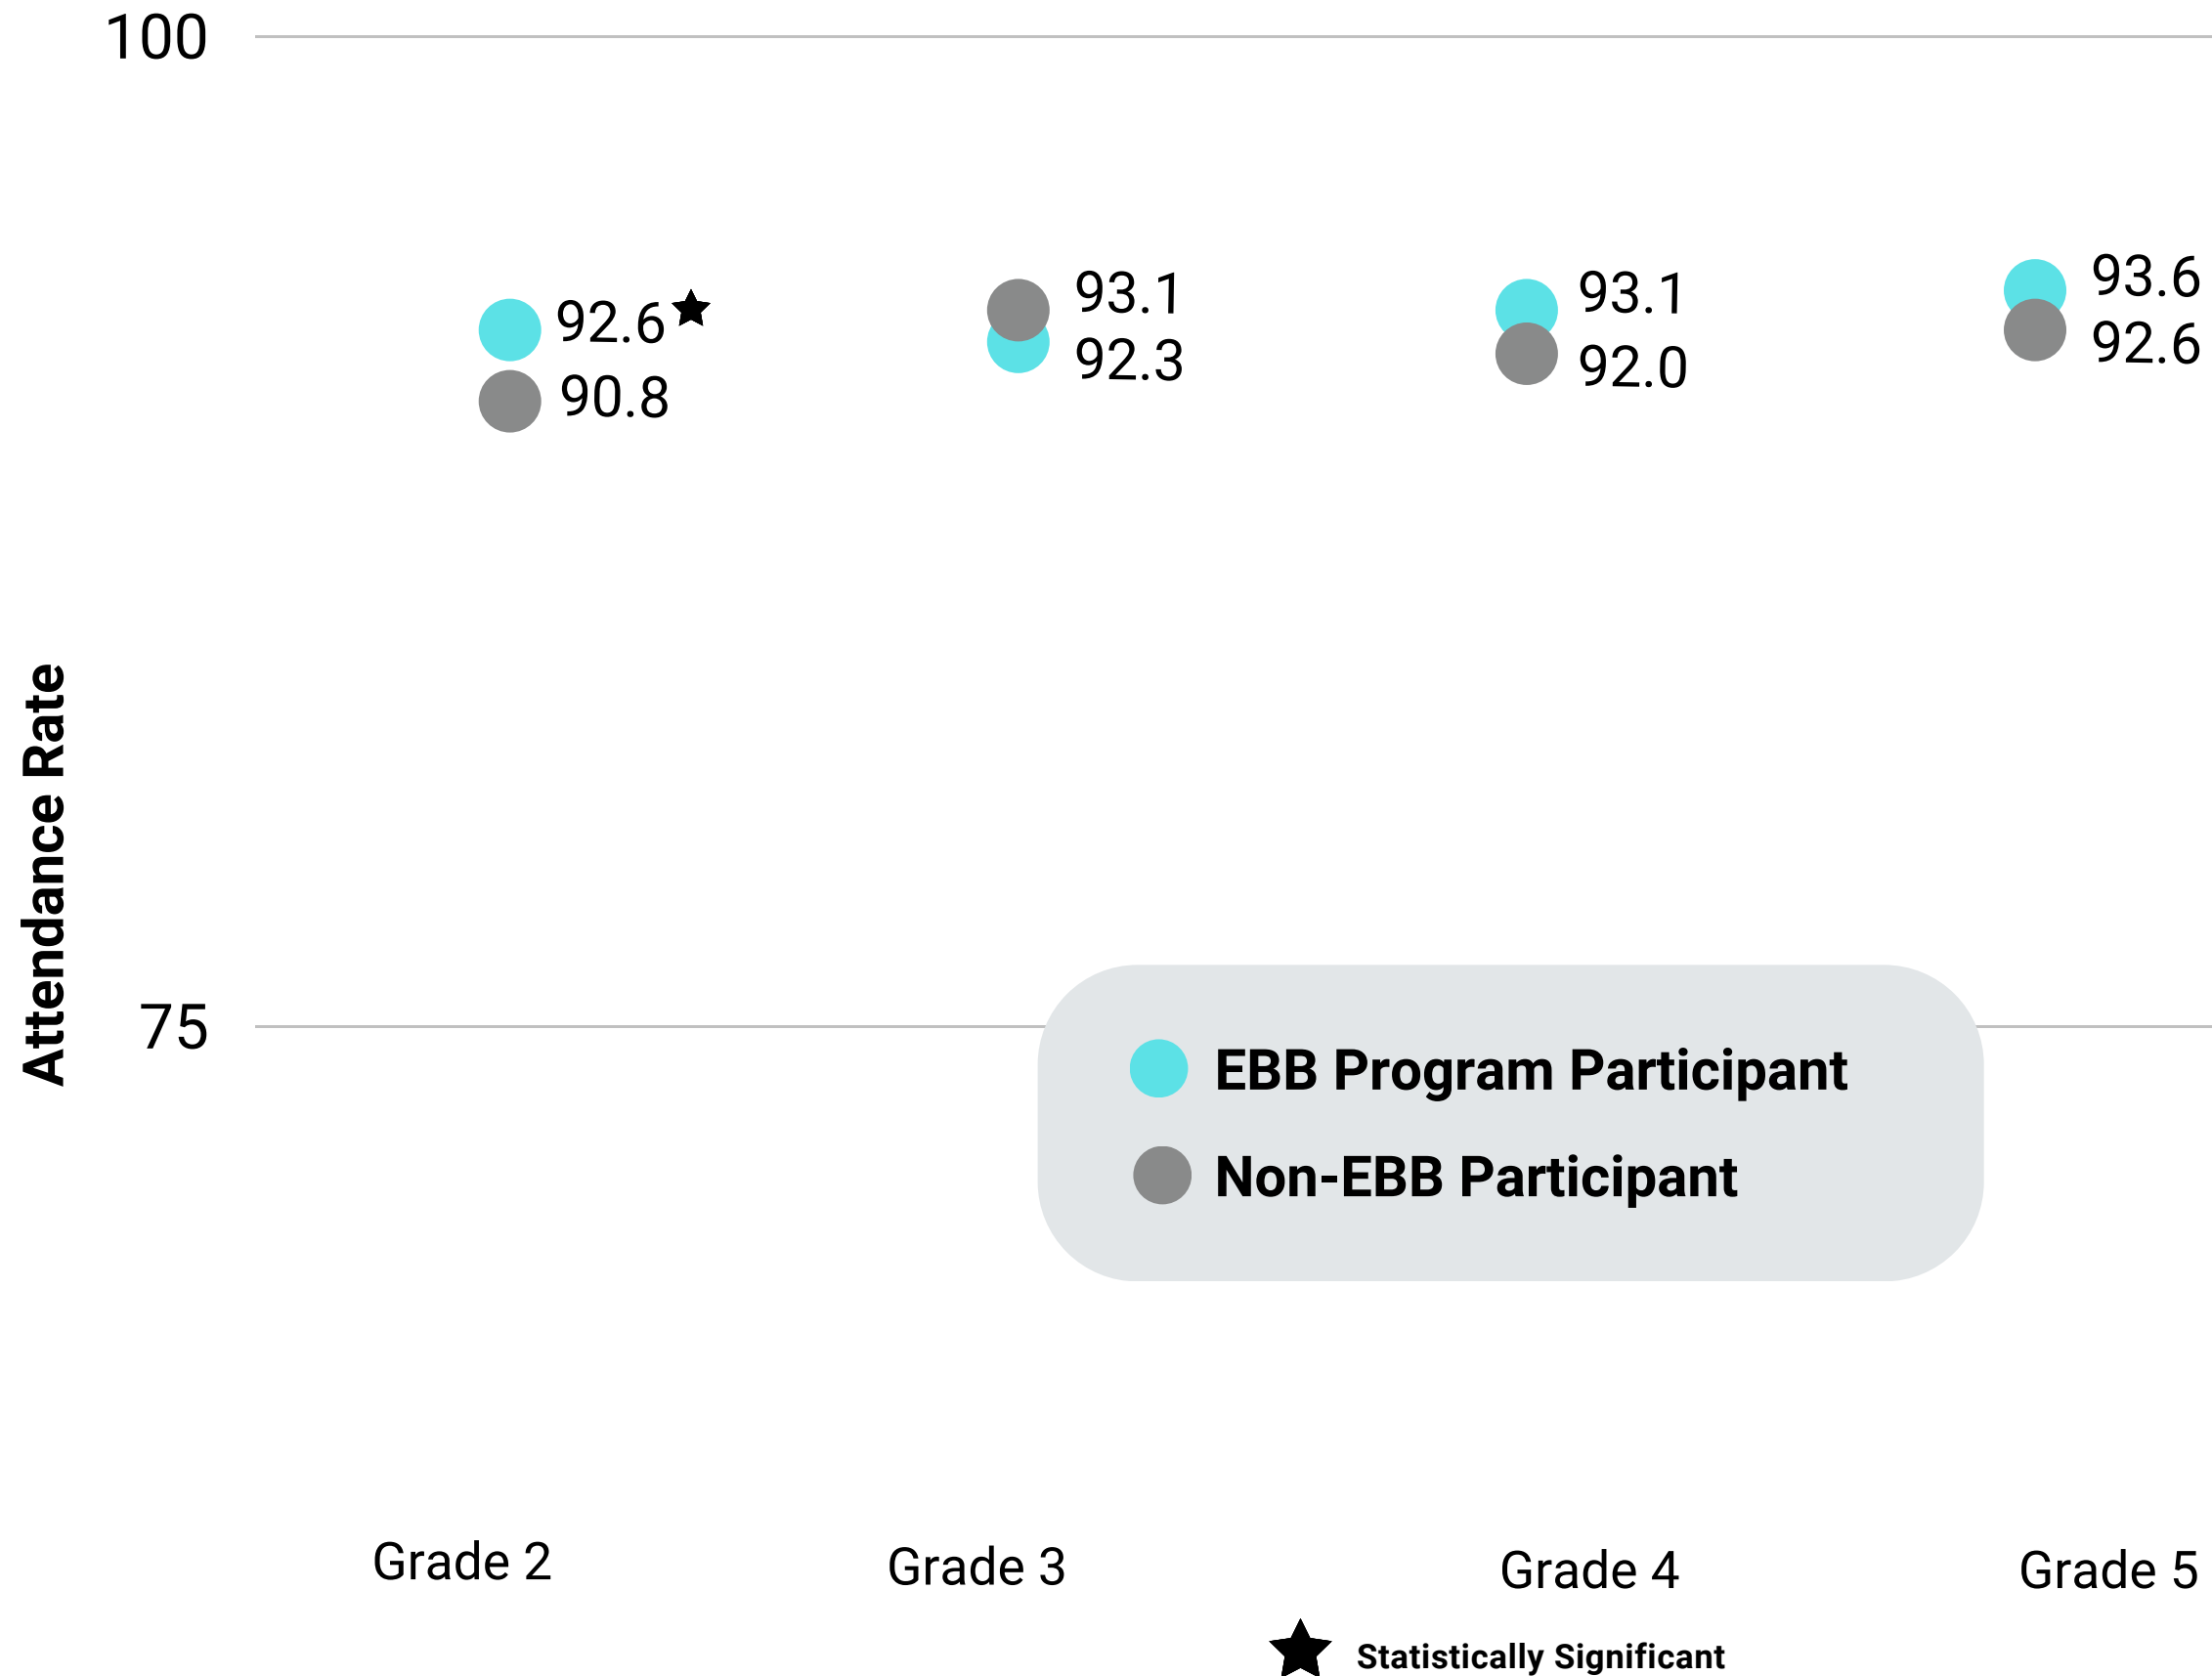 100
93.6
93.1
93.1
92.6
92.6
92.3
92.0
90.8
Attendance Rate
75
EBB Program Participant
Non-EBB Participant
Grade 2
Grade 3
Grade 4
Grade 5
Statistically Significant